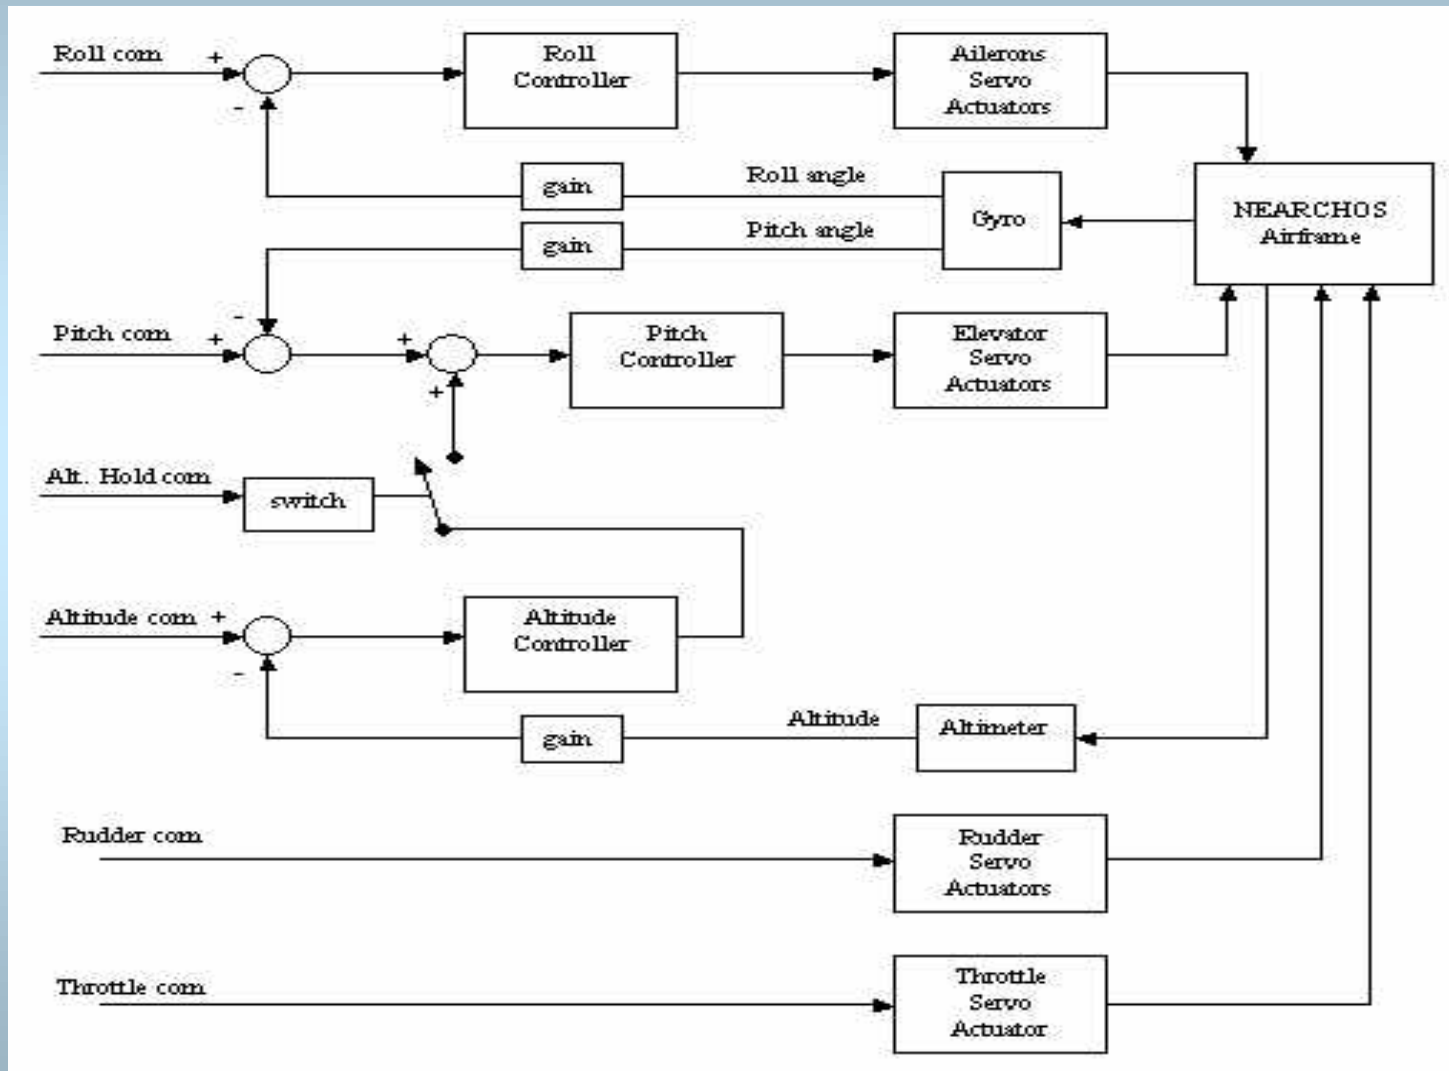 Roll com
+
-
Roll
Controller
Ailerons
Servo
Actuators
gain
Roll angle
gain
Pitch angle
Gyro
NEARCHOS
Airframe
Pitch com
-
+
+
+
Pitch
Controller
Elevator
Servo
Actuators
Alt. Hold com
switch
Altitude com +
-
Altitude
Controller
gain
Altitude
Altimeter
Rudder com
Rudder
Servo
Actuators
Throttle com
Throttle
Servo
Actuator